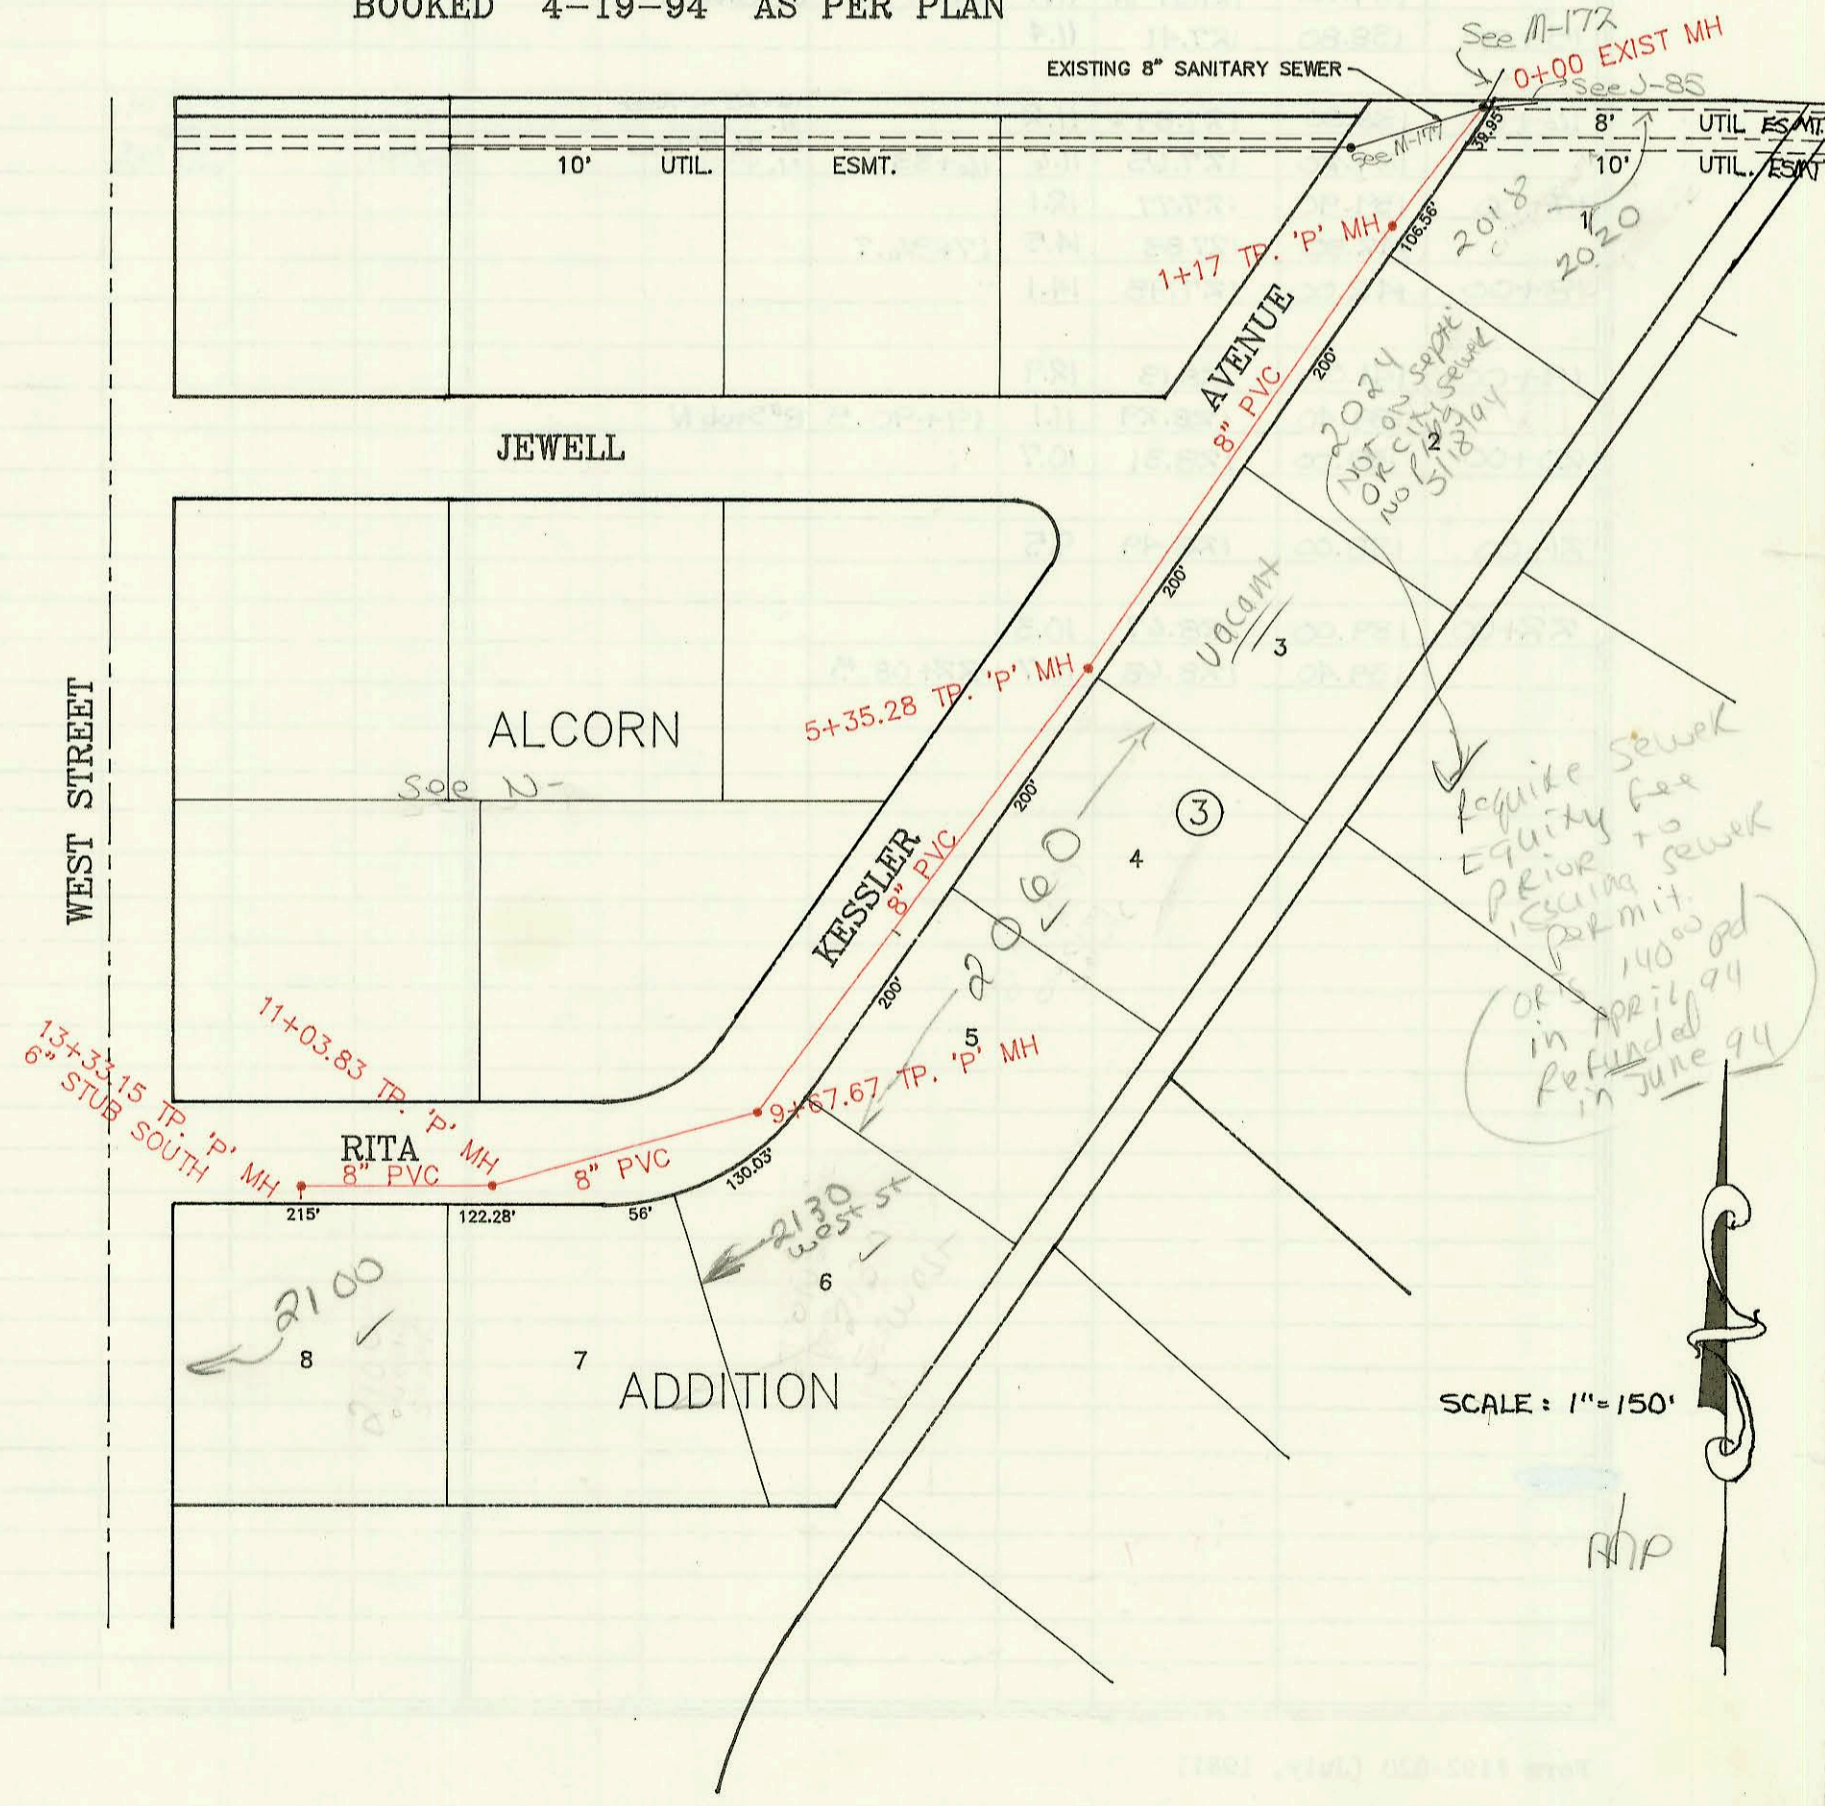 BOOKED 4-19-94 AS PER PLAN
See M-172
0+00 EXIST MH
EXISTING 8" SANITARY SEWER
See J-85
See M-177
39.95'
8' UTIL ESMT.
10' UTIL. ESMT.
10' UTIL. ESMT
2018
1
2020
106.56'
1+17 TP. 'P' MH
AVENUE
8" PVC
200'
2024
NOT ON Septic
OR City Sewer
NO P
5/18/94
2
JEWELL
200'
Vacant
3
5+35.28 TP. 'P' MH
WEST STREET
ALCORN
See N-
200'
2060
3
4
KESSLER
8" PVC
200'
5
Require Sewer
Equity Fee
PRIOR to
issuing Sewer
permit.
ORIS 140⁰⁰ pd
in APRIL 94
Refunded
in June 94
9+67.67 TP. 'P' MH
11+03.83 TP. 'P' MH
13+33.15 TP. 'P' MH
6" STUB SOUTH
RITA
8" PVC
8" PVC
130.03'
215'
122.28'
56'
2130
West St
6
2100
8
7
ADDITION
SCALE: 1"=150'